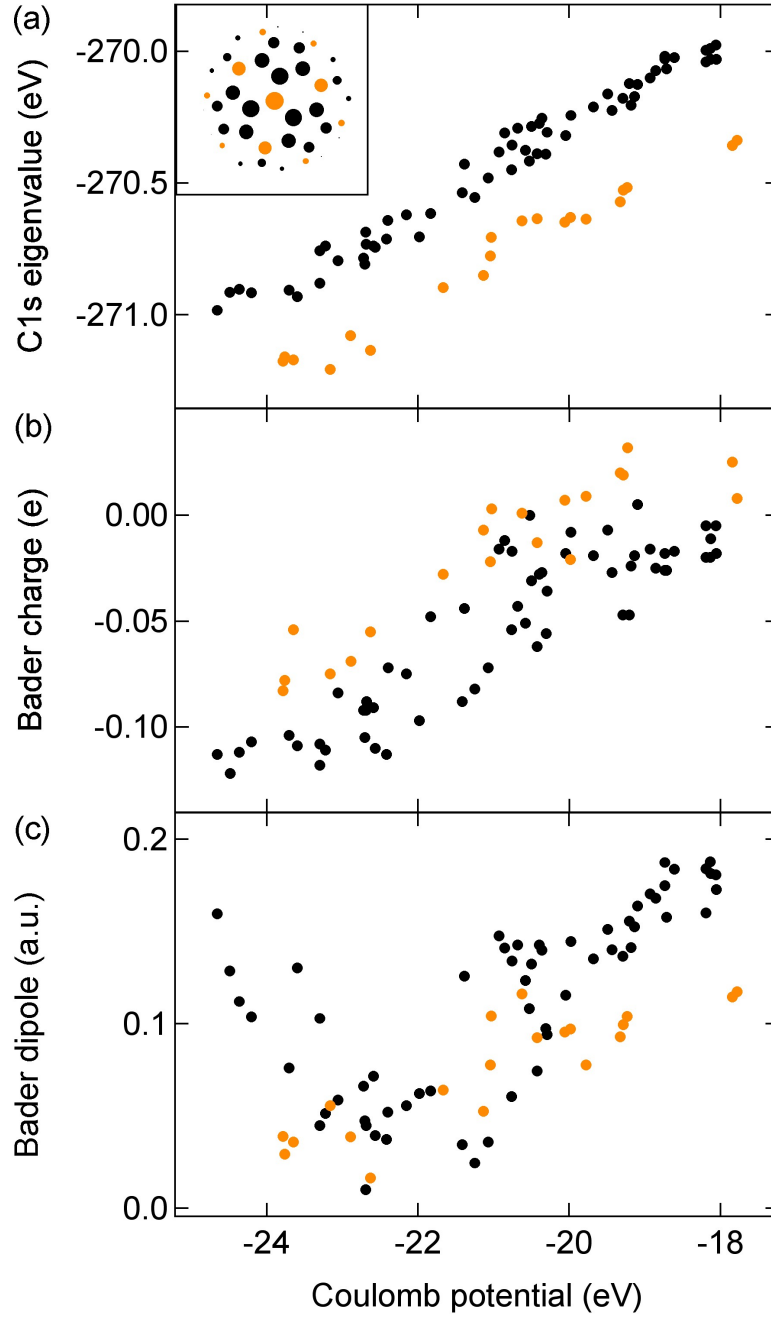 (a)
C1s eigenvalue (eV)
-270.0
-270.5
-271.0
(b)
Bader charge (e)
0.00
-0.05
-0.10
(c)
Bader dipole (a.u.)
0.2
0.1
0.0
-24 -22 -20 -18
Coulomb potential (eV)